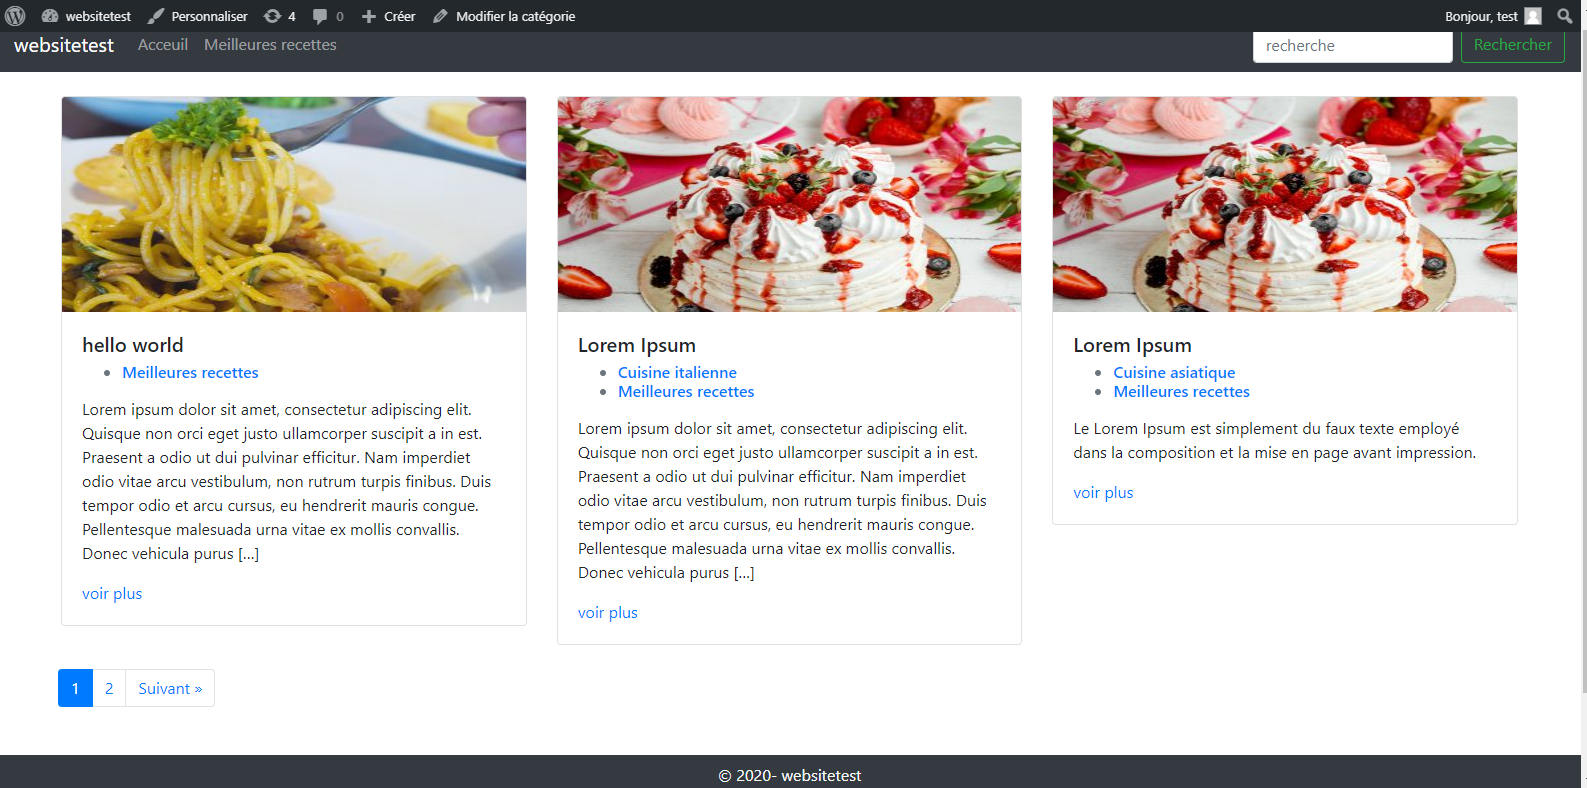 websitetest Personnaliser 4 0 Créer Modifier la catégorie Bonjour, test
websitetest Acceuil Meilleures recettes recherche Rechercher
hello world
Meilleures recettes
Lorem ipsum dolor sit amet, consectetur adipiscing elit.
Quisque non orci eget justo ullamcorper suscipit a in est.
Praesent a odio ut dui pulvinar efficitur. Nam imperdiet
odio vitae arcu vestibulum, non rutrum turpis finibus. Duis
tempor odio et arcu cursus, eu hendrerit mauris congue.
Pellentesque malesuada urna vitae ex mollis convallis.
Donec vehicula purus [...]
voir plus
Lorem Ipsum
Cuisine italienne
Meilleures recettes
Lorem ipsum dolor sit amet, consectetur adipiscing elit.
Quisque non orci eget justo ullamcorper suscipit a in est.
Praesent a odio ut dui pulvinar efficitur. Nam imperdiet
odio vitae arcu vestibulum, non rutrum turpis finibus. Duis
tempor odio et arcu cursus, eu hendrerit mauris congue.
Pellentesque malesuada urna vitae ex mollis convallis.
Donec vehicula purus [...]
voir plus
Lorem Ipsum
Cuisine asiatique
Meilleures recettes
Le Lorem Ipsum est simplement du faux texte employé
dans la composition et la mise en page avant impression.
voir plus
1 2 Suivant »
© 2020- websitetest